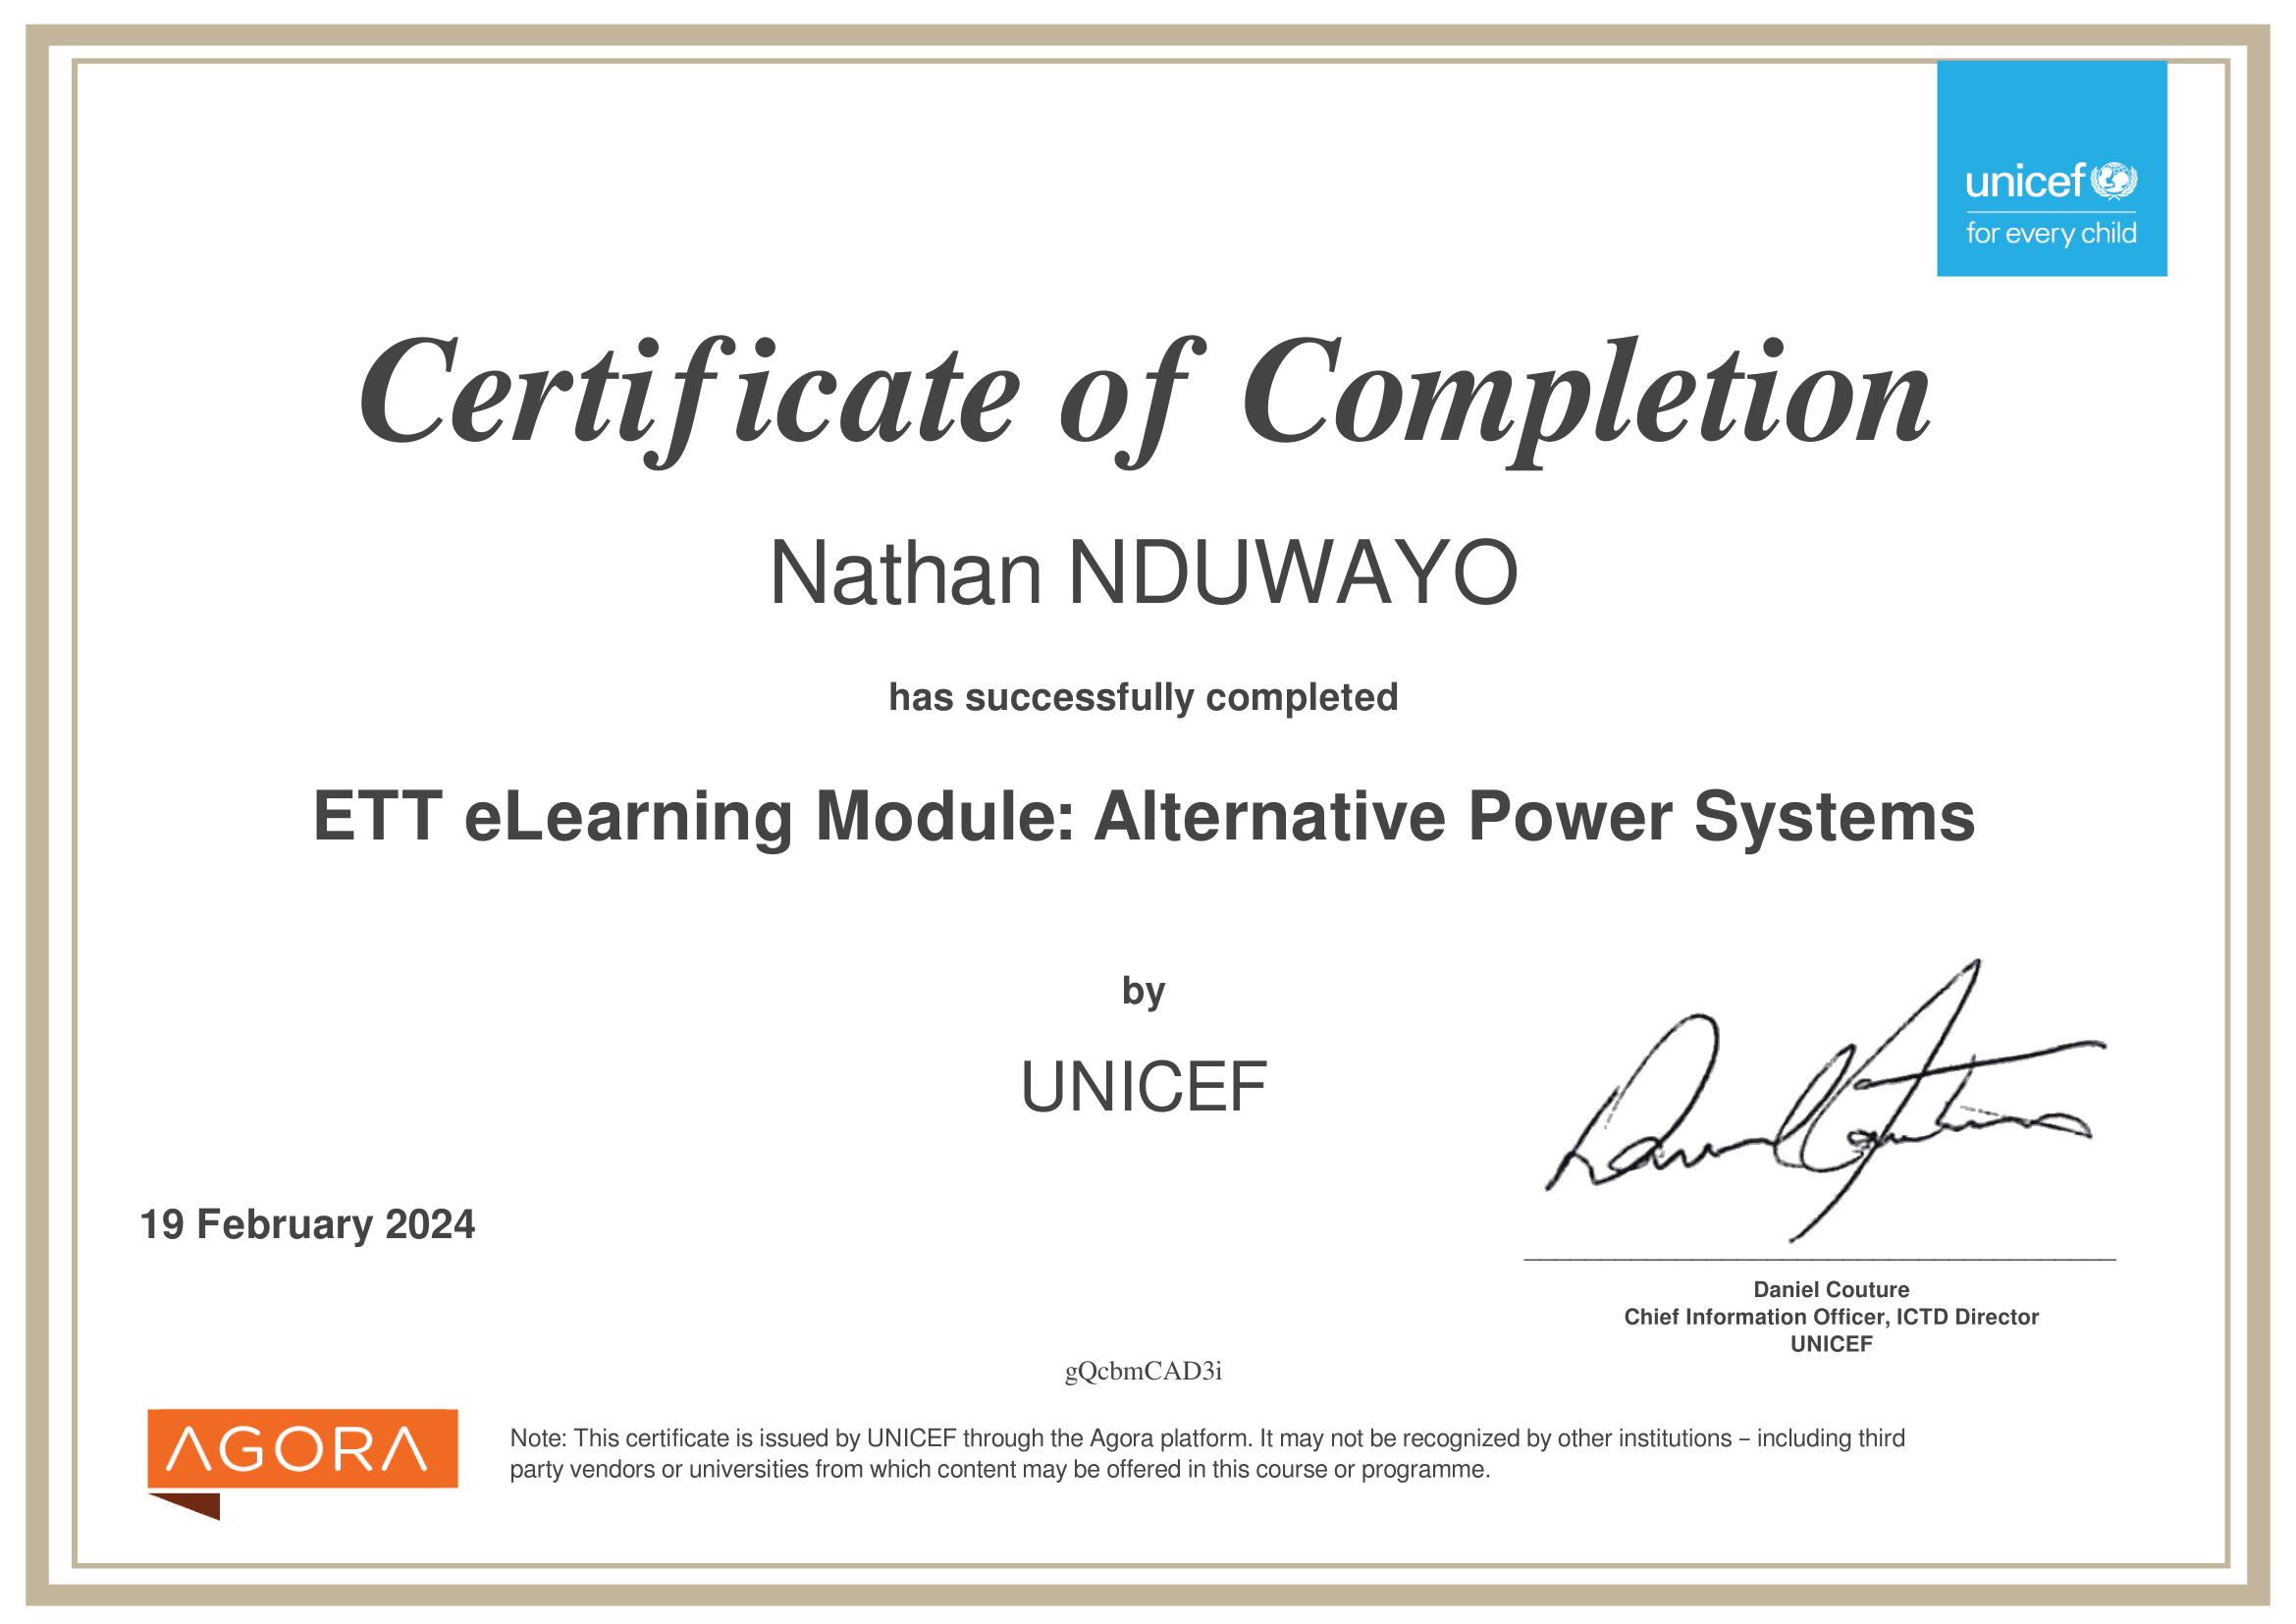 unicef
for every child
Certificate of Completion
Nathan NDUWAYO
has successfully completed
ETT eLearning Module: Alternative Power Systems
by
UNICEF
19 February 2024
Daniel Couture
Chief Information Officer, ICTD Director
UNICEF
gQcbmCAD3i
AGORA
Note: This certificate is issued by UNICEF through the Agora platform. It may not be recognized by other institutions – including third
party vendors or universities from which content may be offered in this course or programme.